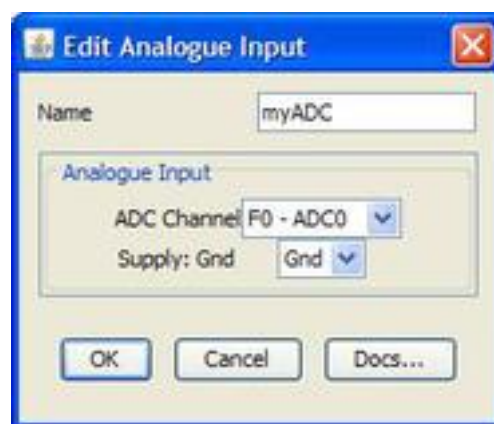 Edit Analogue Input
Name myADC
Analogue Input
ADC Channel F0 - ADC0
Supply: Gnd Gnd
OK Cancel Docs...